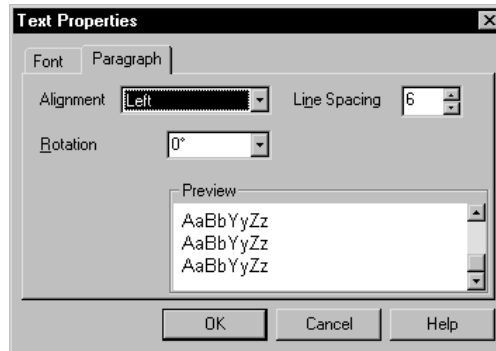 Text Properties
Font Paragraph
Alignment Left Line Spacing 6
Rotation 0°
Preview
AaBbYyZz
AaBbYyZz
AaBbYyZz
OK Cancel Help